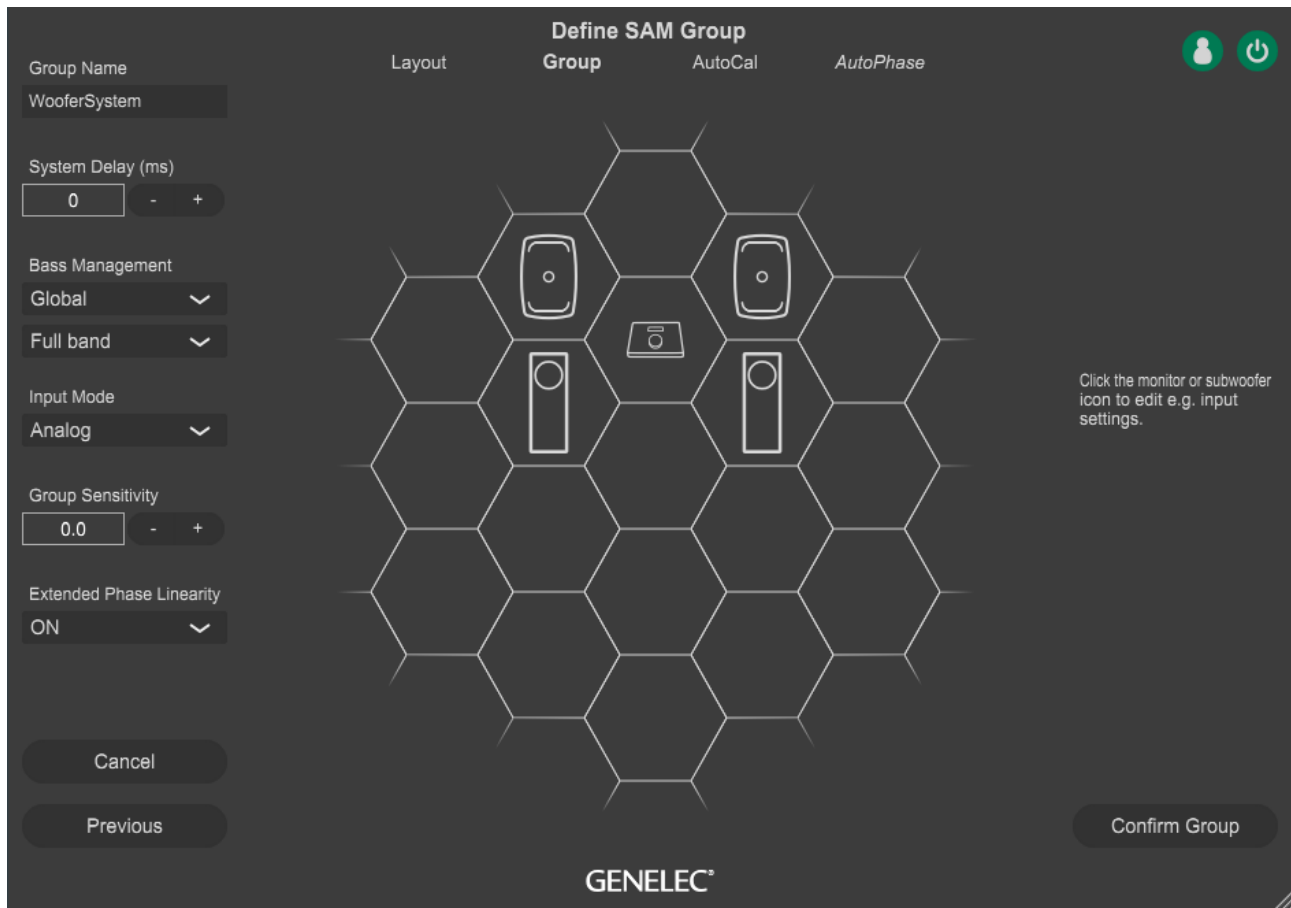 Define SAM Group
Layout Group AutoCal AutoPhase
Group Name
WooferSystem
System Delay (ms)
0 - +
Bass Management
Global
Full band
Input Mode
Analog
Group Sensitivity
0.0 - +
Extended Phase Linearity
ON
Click the monitor or subwoofer
icon to edit e.g. input
settings.
Cancel
Previous
Confirm Group
GENELEC®